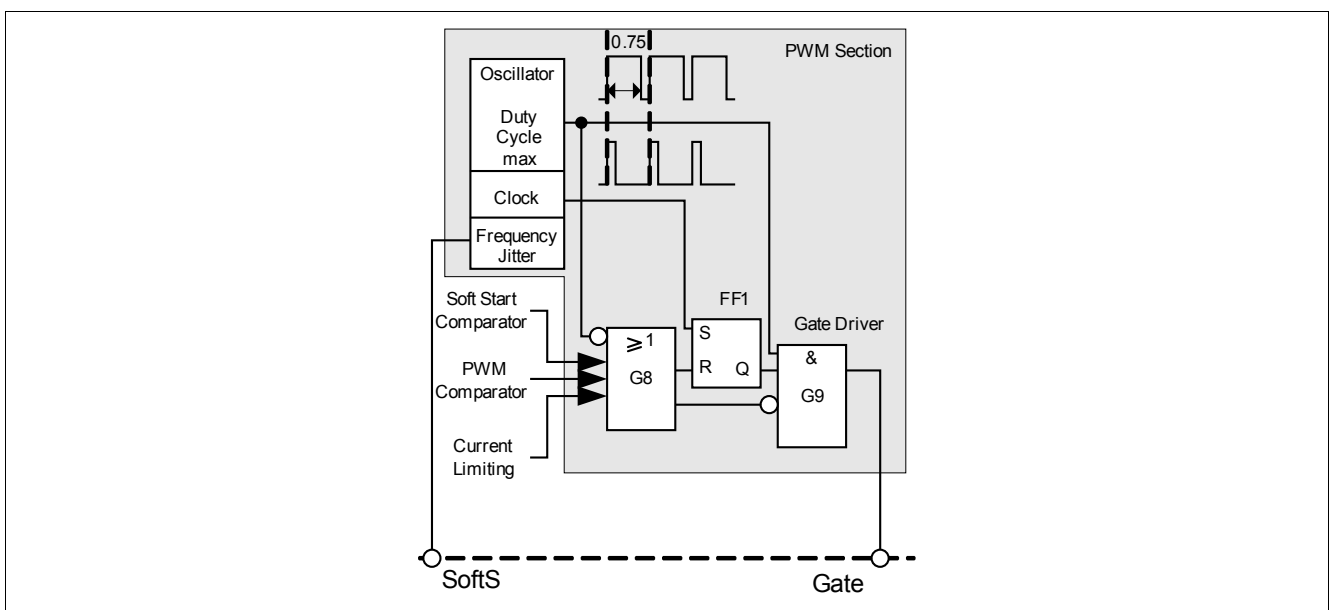 0.75
PWM Section
Oscillator
Duty
Cycle
max
Clock
Frequency
Jitter
Soft Start
Comparator
PWM
Comparator
Current
Limiting
≥1
G8
FF1
S
R Q
Gate Driver
&
G9
SoftS
Gate